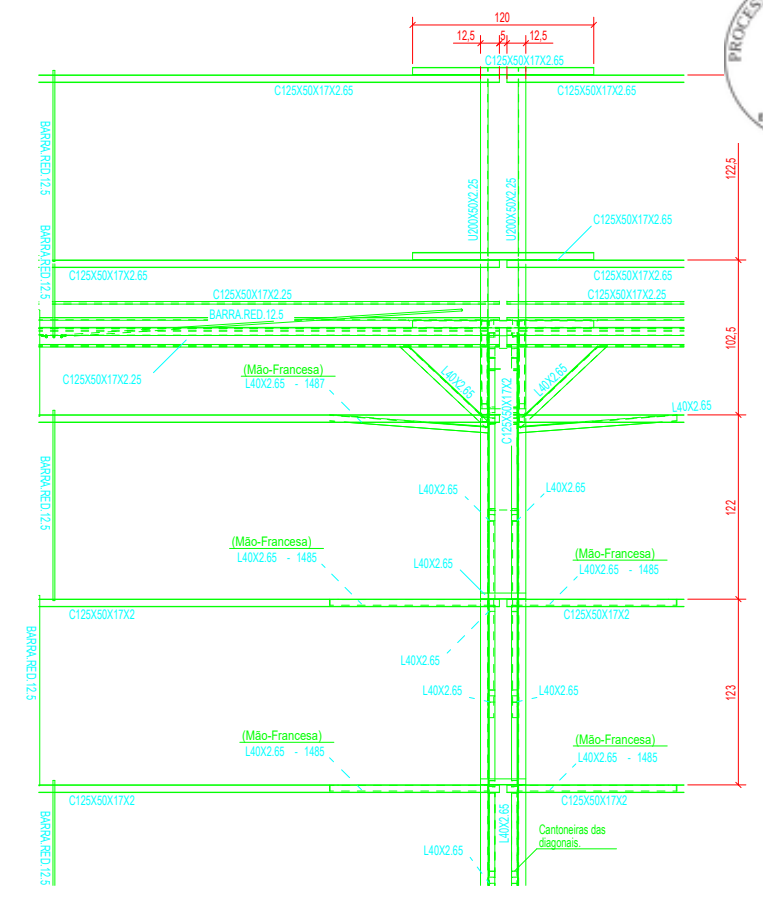 120
12,5
5
12,5
PROCES
C125X50X17X2.65
C125X50X17X2.65
C125X50X17X2.65
BARRA.RED.12.5
122,5
U200X50X2.25
U200X50X2.25
C125X50X17X2.65
BARRA.RED.12.5
C125X50X17X2.65
C125X50X17X2.65
C125X50X17X2.25
C125X50X17X2.25
BARRA.RED.12.5
102,5
C125X50X17X2.25
(Mão-Francesa)
L40X2.65 - 1487
L40X2.65
L40X2.65
C125X50X17X2
L40X2.65
BARRA.RED.12.5
L40X2.65
L40X2.65
122
(Mão-Francesa)
L40X2.65 - 1485
L40X2.65
(Mão-Francesa)
L40X2.65 - 1485
C125X50X17X2
C125X50X17X2
BARRA.RED.12.5
L40X2.65
L40X2.65
L40X2.65
123
(Mão-Francesa)
L40X2.65 - 1485
(Mão-Francesa)
L40X2.65 - 1485
C125X50X17X2
C125X50X17X2
BARRA.RED.12.5
L40X2.65
L40X2.65
Cantoneiras das
diagonais.